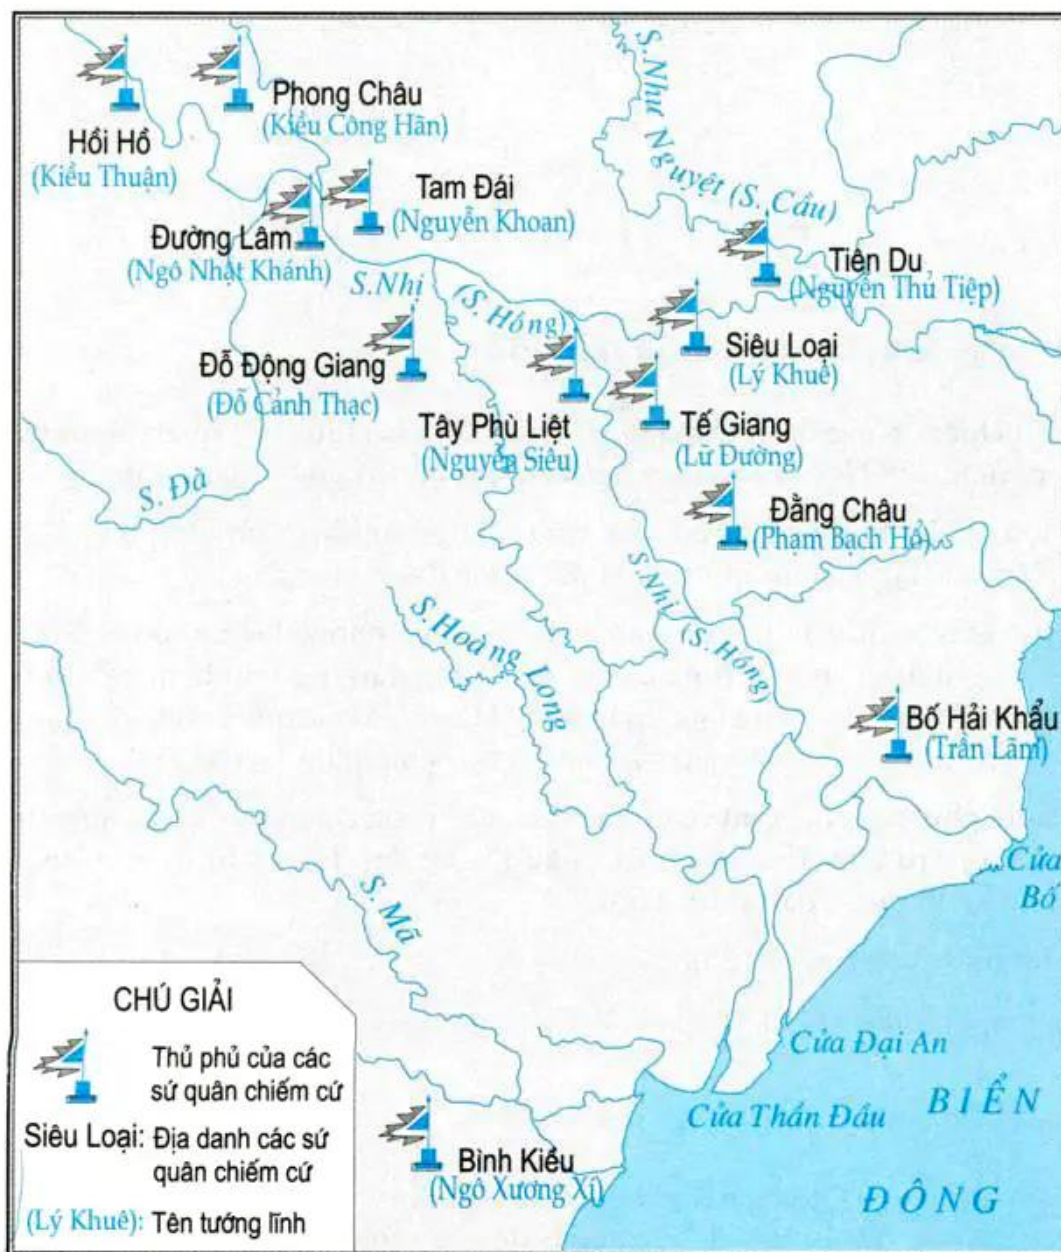 S. Như Nguyệt (S. Cầu)
Phong Châu
(Kiều Công Hãn)
Hồi Hồ
(Kiều Thuận)
Tam Đái
(Nguyễn Khoan)
Đường Lâm
(Ngô Nhật Khánh)
Tiên Du
(Nguyễn Thủ Tiệp)
S.Nhị
(S. Hồng)
Siêu Loại
(Lý Khuê)
Đỗ Động Giang
(Đỗ Cảnh Thạc)
Tây Phù Liệt
(Nguyễn Siêu)
Tế Giang
(Lữ Đường)
S. Đà
Đằng Châu
(Phạm Bạch Hổ)
S.Nhị (S.Hồng)
S. Hoàng Long
Bố Hải Khẩu
(Trần Lãm)
Cửa
Bố
S. Mã
Cửa Đại An
Cửa Thần Đầu
BIỂN
ĐÔNG
Bình Kiều
(Ngô Xương Xí)
CHÚ GIẢI
Thủ phủ của các
sứ quân chiếm cứ
Siêu Loại: Địa danh các sứ
quân chiếm cứ
(Lý Khuê): Tên tướng lĩnh